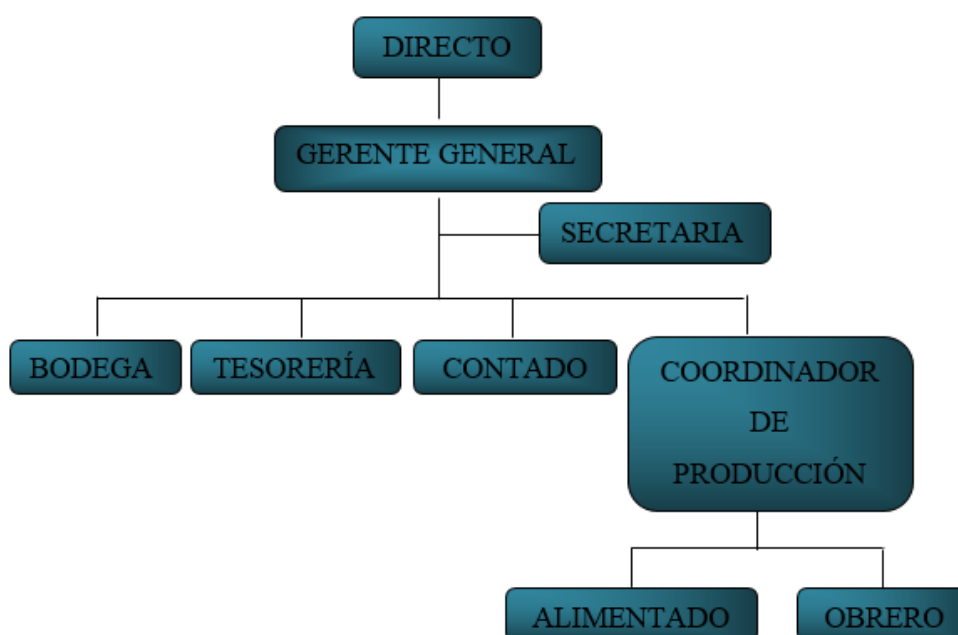 DIRECTO
GERENTE GENERAL
SECRETARIA
BODEGA
TESORERÍA
CONTADO
COORDINADOR
DE
PRODUCCIÓN
ALIMENTADO
OBRERO